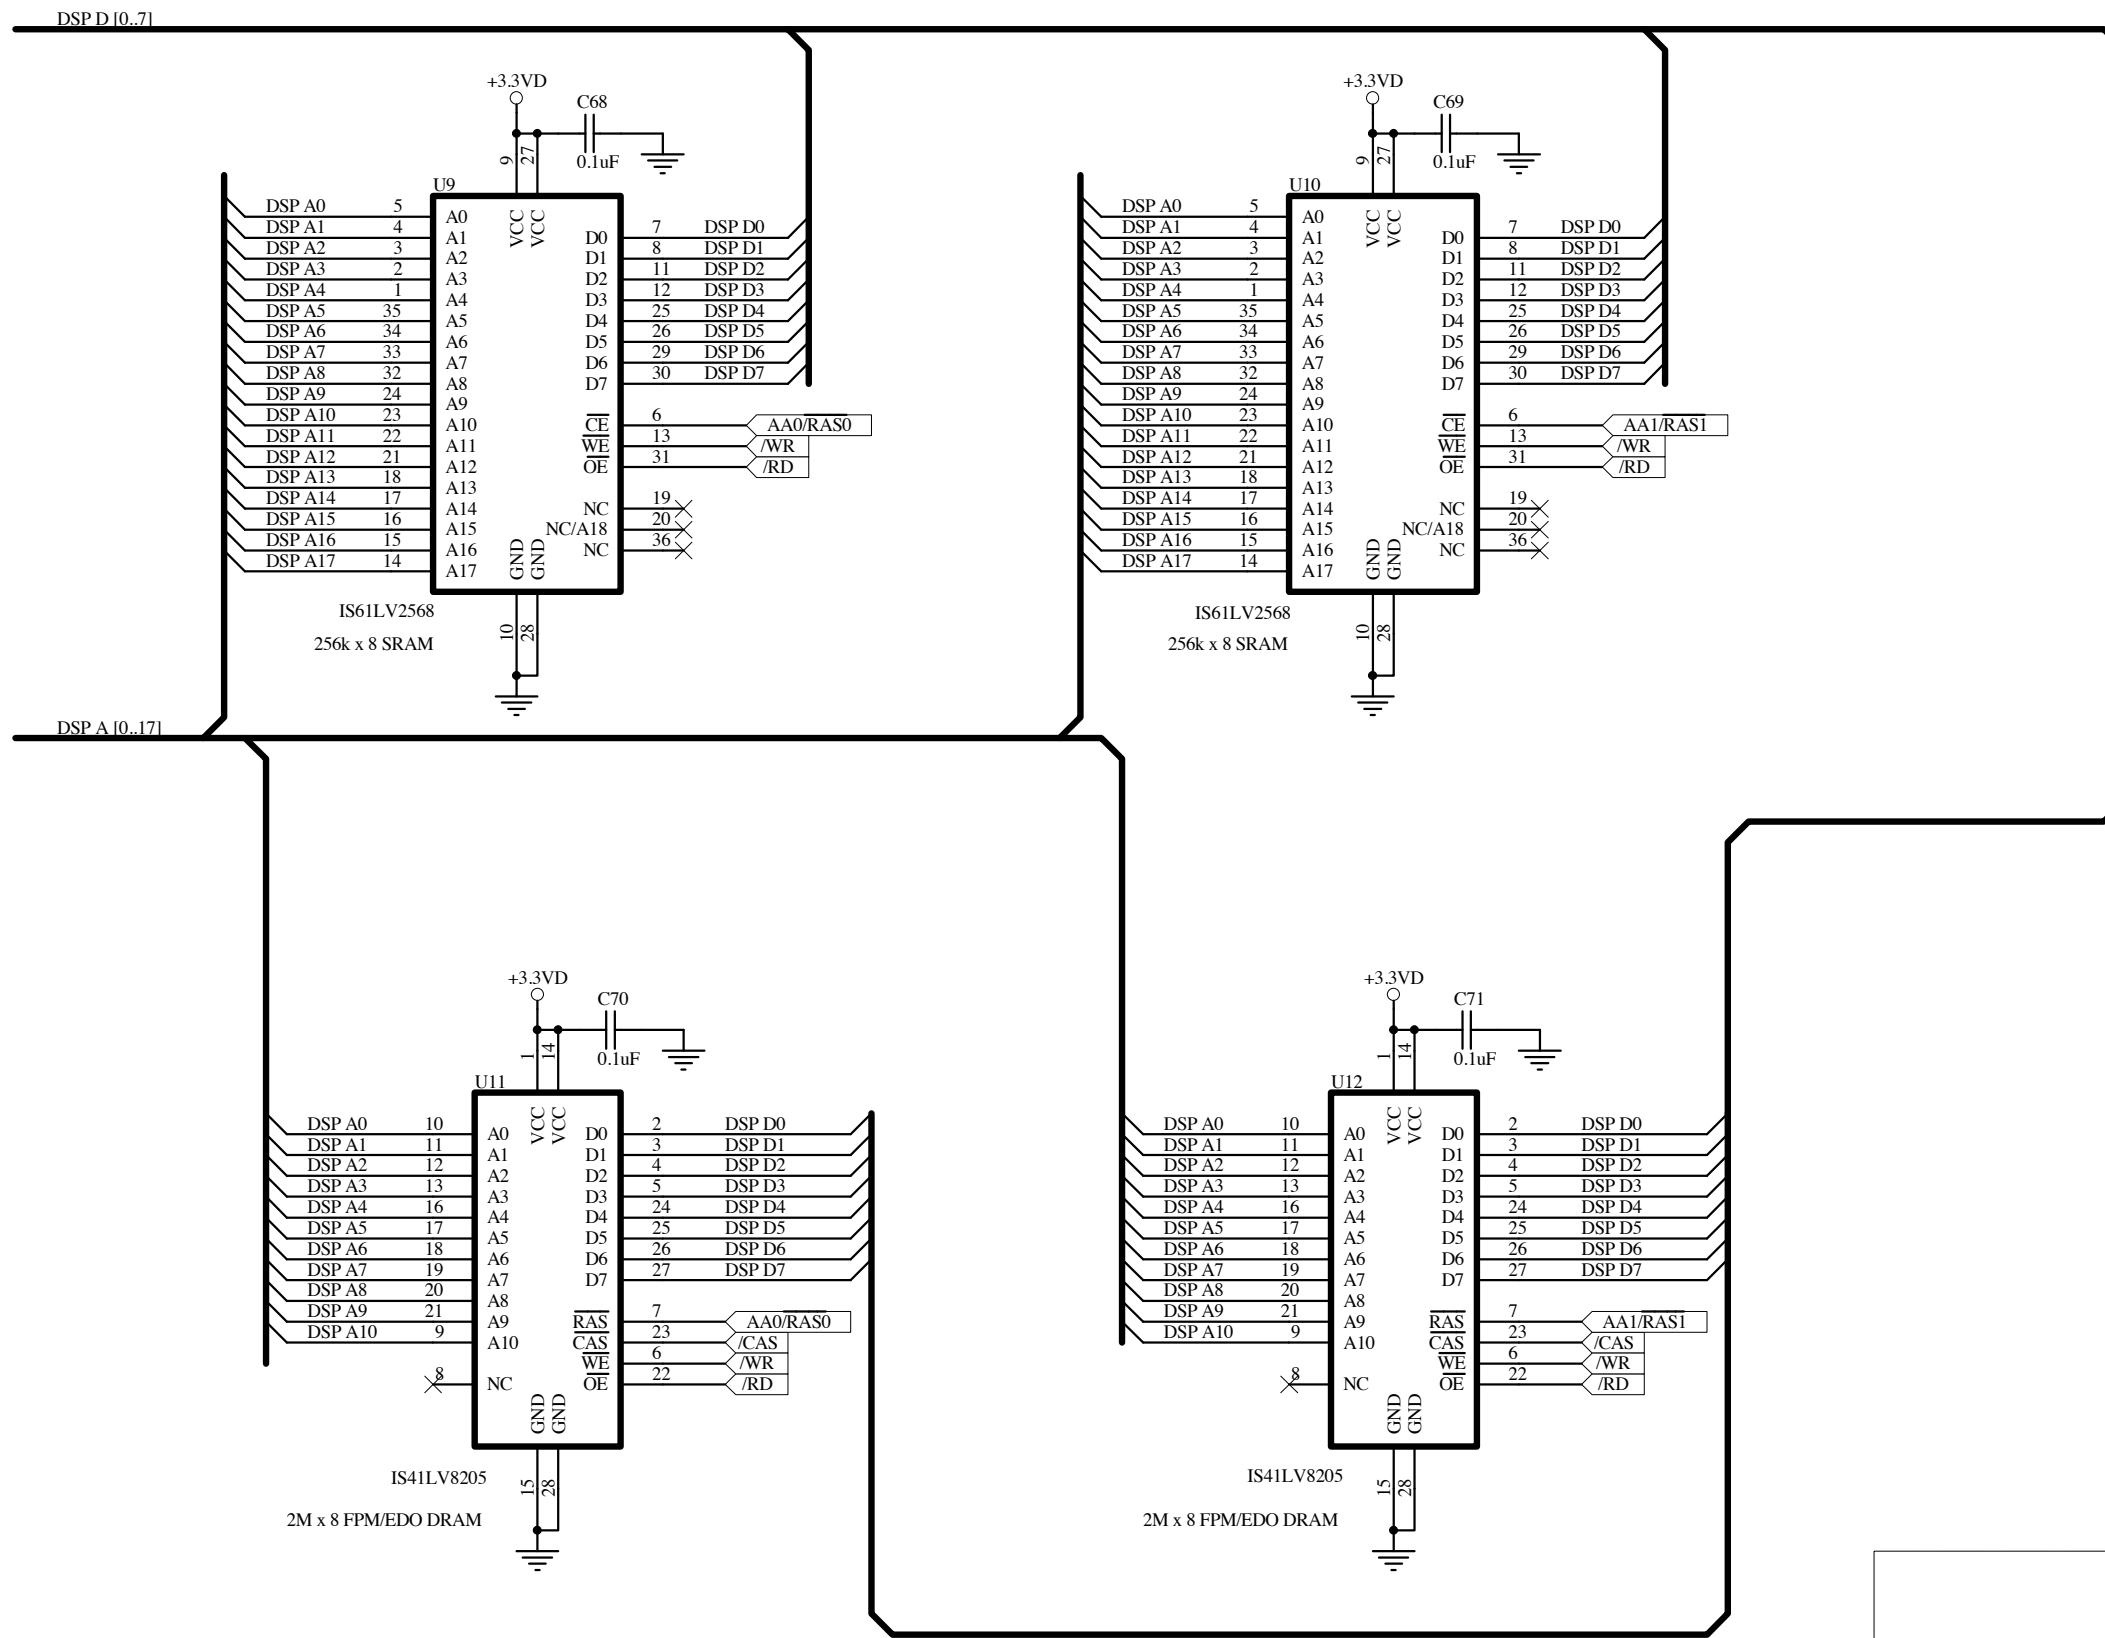 DSP D [0..7]
+3.3VD
C68
0.1uF
9
27
U9
DSP A0 5 A0
DSP A1 4 A1
DSP A2 3 A2
DSP A3 2 A3
DSP A4 1 A4
DSP A5 35 A5
DSP A6 34 A6
DSP A7 33 A7
DSP A8 32 A8
DSP A9 24 A9
DSP A10 23 A10
DSP A11 22 A11
DSP A12 21 A12
DSP A13 18 A13
DSP A14 17 A14
DSP A15 16 A15
DSP A16 15 A16
DSP A17 14 A17
VCC
VCC
D0 7 DSP D0
D1 8 DSP D1
D2 11 DSP D2
D3 12 DSP D3
D4 25 DSP D4
D5 26 DSP D5
D6 29 DSP D6
D7 30 DSP D7
CE 6 AA0/RAS0
WE 13 /WR
OE 31 /RD
NC 19
NC/A18 20
NC 36
GND
GND
10
28
IS61LV2568
256k x 8 SRAM
+3.3VD
C69
0.1uF
9
27
U10
DSP A0 5 A0
DSP A1 4 A1
DSP A2 3 A2
DSP A3 2 A3
DSP A4 1 A4
DSP A5 35 A5
DSP A6 34 A6
DSP A7 33 A7
DSP A8 32 A8
DSP A9 24 A9
DSP A10 23 A10
DSP A11 22 A11
DSP A12 21 A12
DSP A13 18 A13
DSP A14 17 A14
DSP A15 16 A15
DSP A16 15 A16
DSP A17 14 A17
VCC
VCC
D0 7 DSP D0
D1 8 DSP D1
D2 11 DSP D2
D3 12 DSP D3
D4 25 DSP D4
D5 26 DSP D5
D6 29 DSP D6
D7 30 DSP D7
CE 6 AA1/RAS1
WE 13 /WR
OE 31 /RD
NC 19
NC/A18 20
NC 36
GND
GND
10
28
IS61LV2568
256k x 8 SRAM
DSP A [0..17]
+3.3VD
C70
0.1uF
1
14
U11
DSP A0 10 A0
DSP A1 11 A1
DSP A2 12 A2
DSP A3 13 A3
DSP A4 16 A4
DSP A5 17 A5
DSP A6 18 A6
DSP A7 19 A7
DSP A8 20 A8
DSP A9 21 A9
DSP A10 9 A10
8 NC
VCC
VCC
D0 2 DSP D0
D1 3 DSP D1
D2 4 DSP D2
D3 5 DSP D3
D4 24 DSP D4
D5 25 DSP D5
D6 26 DSP D6
D7 27 DSP D7
RAS 7 AA0/RAS0
CAS 23 /CAS
WE 6 /WR
OE 22 /RD
GND
GND
15
28
IS41LV8205
2M x 8 FPM/EDO DRAM
+3.3VD
C71
0.1uF
1
14
U12
DSP A0 10 A0
DSP A1 11 A1
DSP A2 12 A2
DSP A3 13 A3
DSP A4 16 A4
DSP A5 17 A5
DSP A6 18 A6
DSP A7 19 A7
DSP A8 20 A8
DSP A9 21 A9
DSP A10 9 A10
8 NC
VCC
VCC
D0 2 DSP D0
D1 3 DSP D1
D2 4 DSP D2
D3 5 DSP D3
D4 24 DSP D4
D5 25 DSP D5
D6 26 DSP D6
D7 27 DSP D7
RAS 7 AA1/RAS1
CAS 23 /CAS
WE 6 /WR
OE 22 /RD
GND
GND
15
28
IS41LV8205
2M x 8 FPM/EDO DRAM